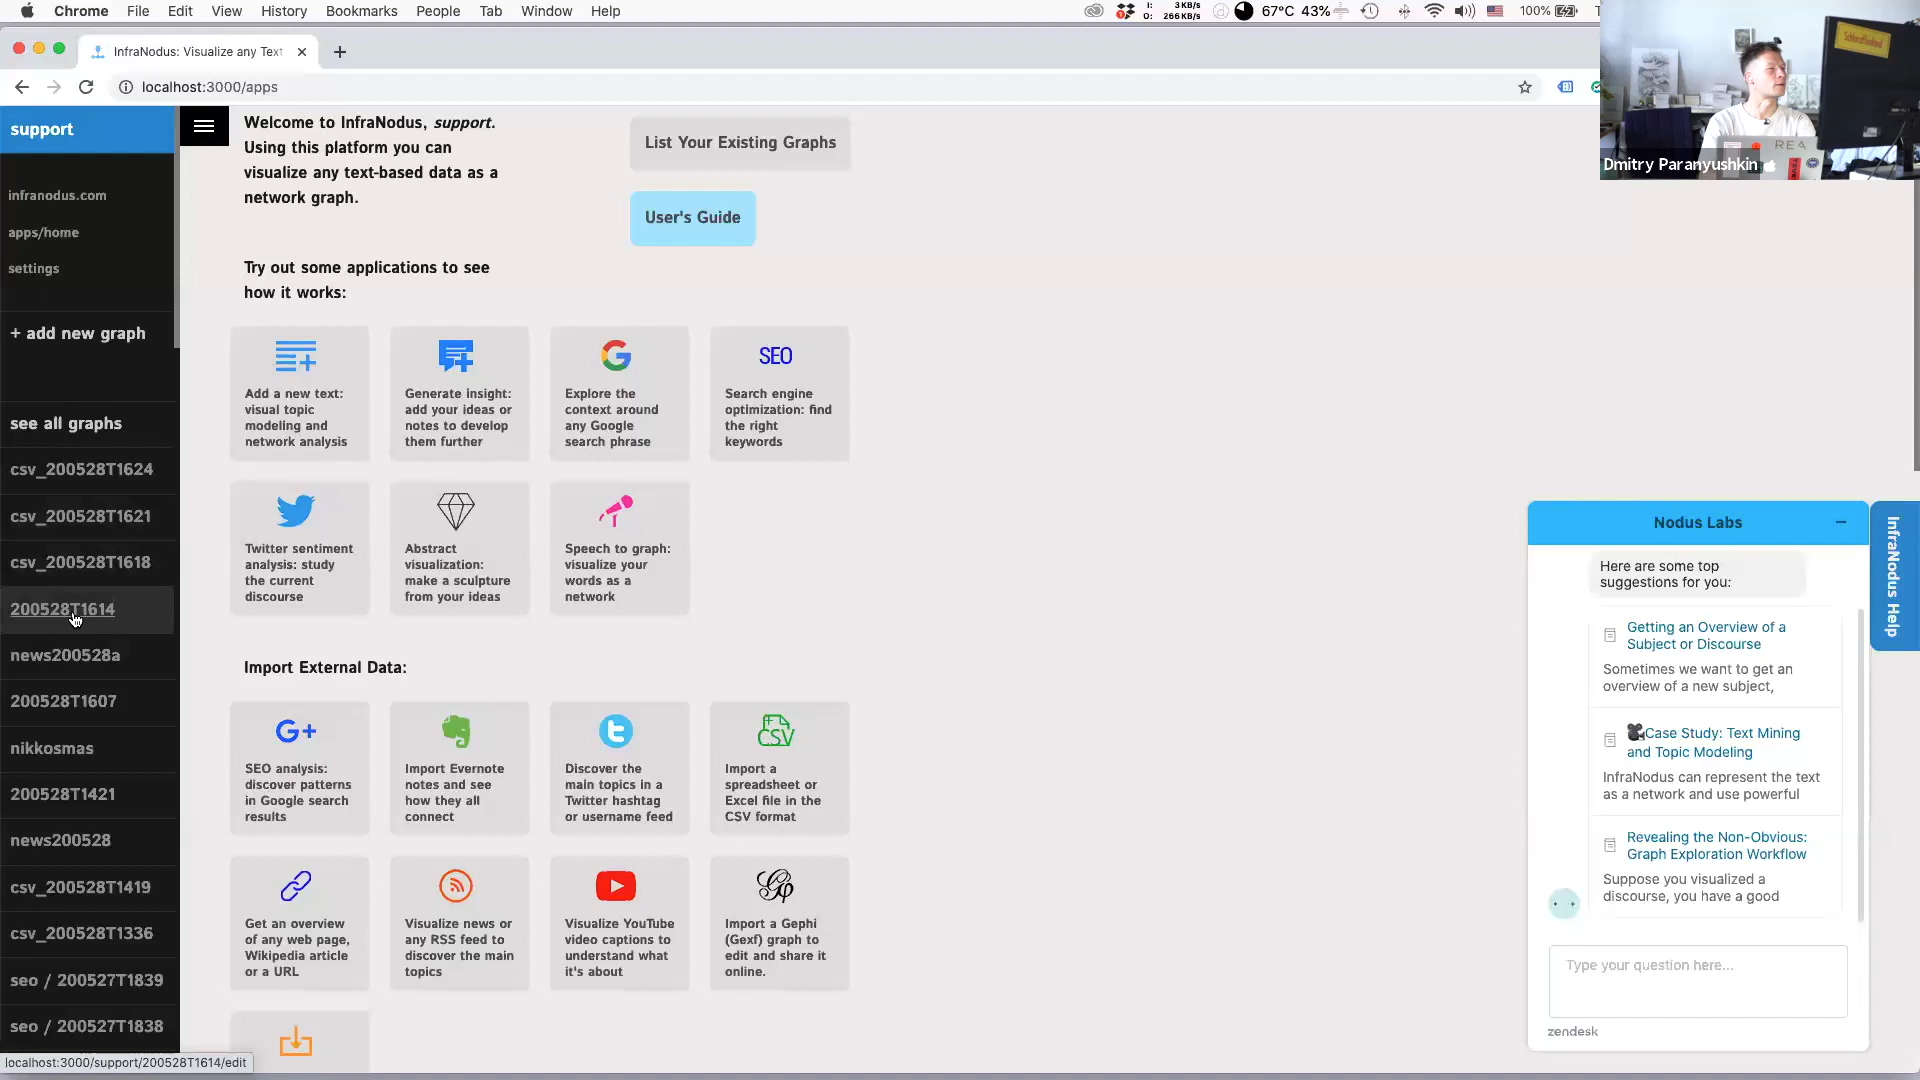 Chrome File Edit View History Bookmarks People Tab Window Help
I: 3 KB/s
O: 266 KB/s
67°C 43%
100%
InfraNodus: Visualize any Text
localhost:3000/apps
Dmitry Paranyushkin
REA
support
infranodus.com
apps/home
settings
+ add new graph
see all graphs
csv_200528T1624
csv_200528T1621
csv_200528T1618
200528T1614
news200528a
200528T1607
nikkosmas
200528T1421
news200528
csv_200528T1419
csv_200528T1336
seo / 200527T1839
seo / 200527T1838
localhost:3000/support/200528T1614/edit
Welcome to InfraNodus, support.
Using this platform you can
visualize any text-based data as a
network graph.
List Your Existing Graphs
User's Guide
Try out some applications to see
how it works:
Add a new text:
visual topic
modeling and
network analysis
Generate insight:
add your ideas or
notes to develop
them further
Explore the
context around
any Google
search phrase
SEO
Search engine
optimization: find
the right
keywords
Twitter sentiment
analysis: study
the current
discourse
Abstract
visualization:
make a sculpture
from your ideas
Speech to graph:
visualize your
words as a
network
Import External Data:
G+
SEO analysis:
discover patterns
in Google search
results
Import Evernote
notes and see
how they all
connect
Discover the
main topics in a
Twitter hashtag
or username feed
CSV
Import a
spreadsheet or
Excel file in the
CSV format
Get an overview
of any web page,
Wikipedia article
or a URL
Visualize news or
any RSS feed to
discover the main
topics
Visualize YouTube
video captions to
understand what
it's about
Import a Gephi
(Gexf) graph to
edit and share it
online.
Nodus Labs
Here are some top
suggestions for you:
Getting an Overview of a
Subject or Discourse
Sometimes we want to get an
overview of a new subject,
Case Study: Text Mining
and Topic Modeling
InfraNodus can represent the text
as a network and use powerful
Revealing the Non-Obvious:
Graph Exploration Workflow
Suppose you visualized a
discourse, you have a good
Type your question here...
zendesk
InfraNodus Help